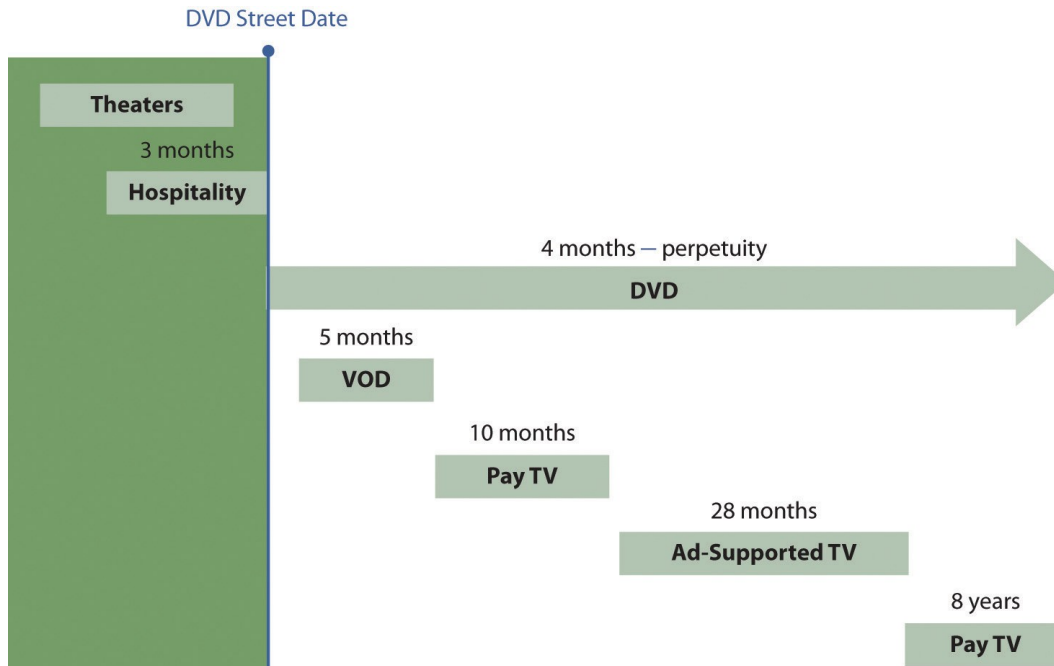 DVD Street Date
Theaters
3 months
Hospitality
4 months – perpetuity
DVD
5 months
VOD
10 months
Pay TV
28 months
Ad-Supported TV
8 years
Pay TV